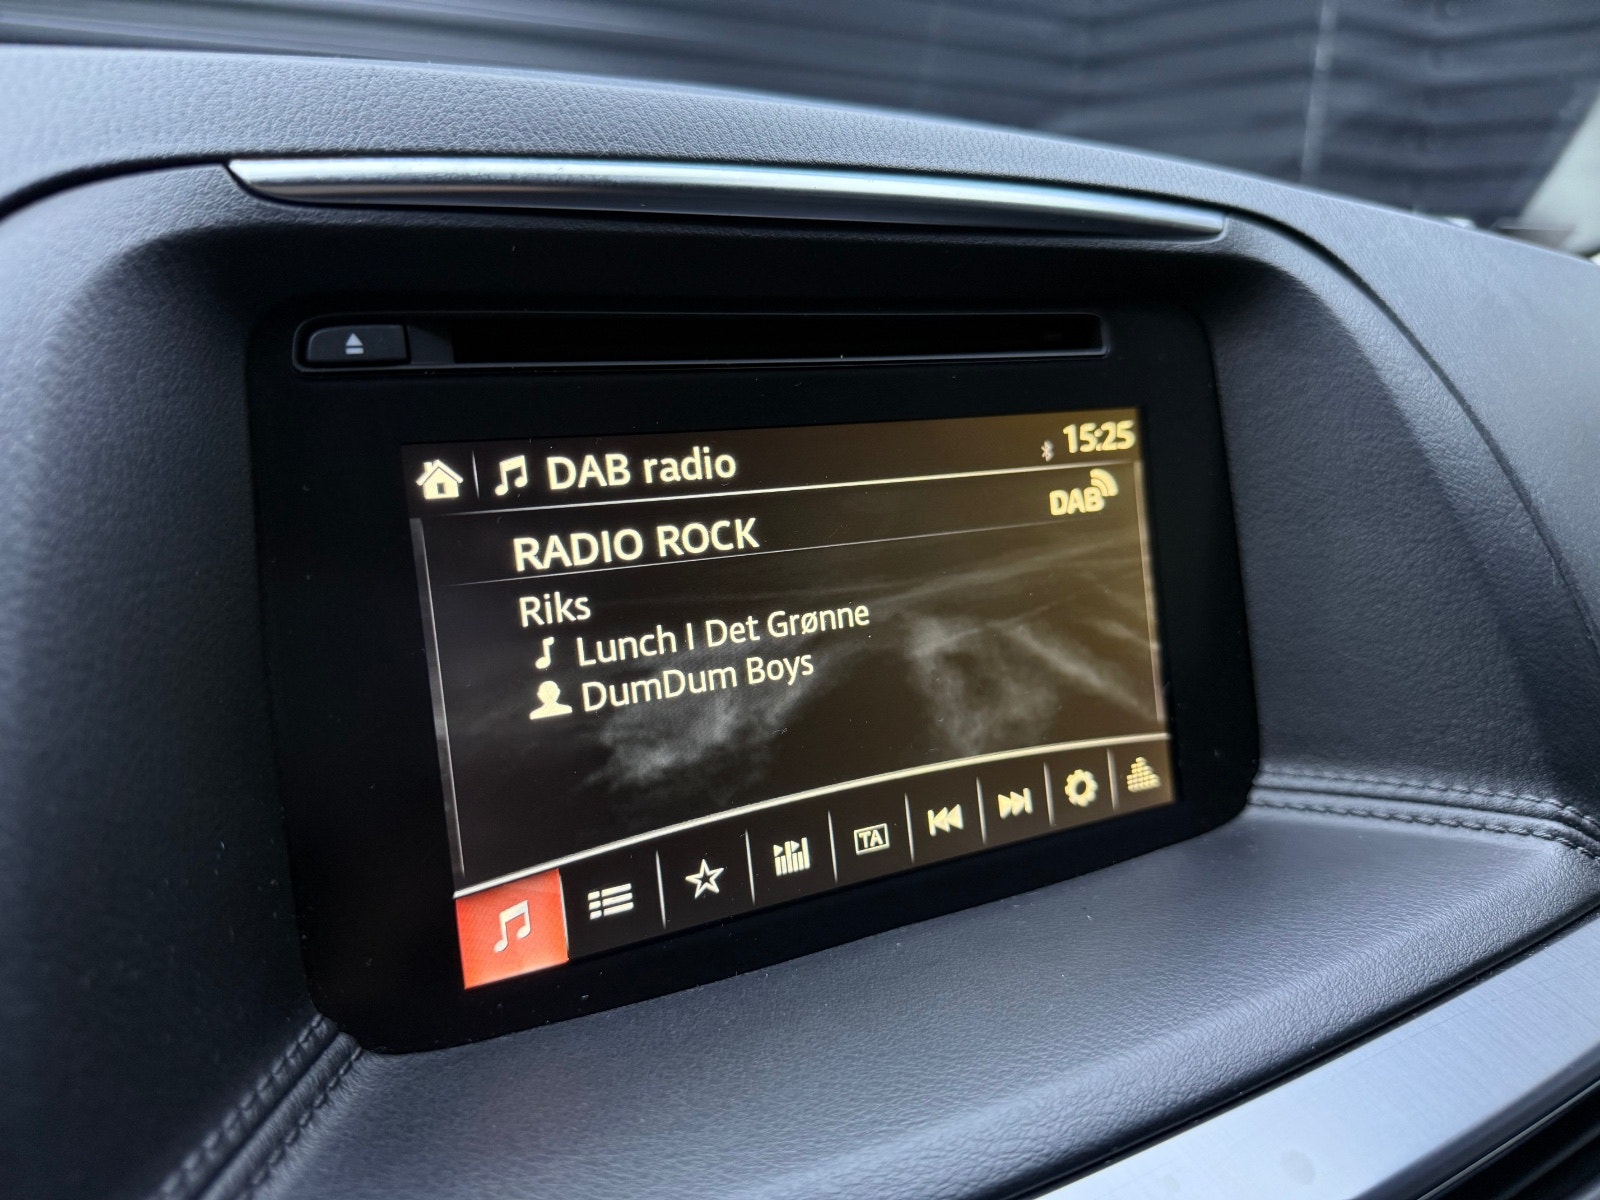 DAB radio
15:25
DAB
RADIO ROCK
Riks
Lunch I Det Grønne
DumDum Boys
TA